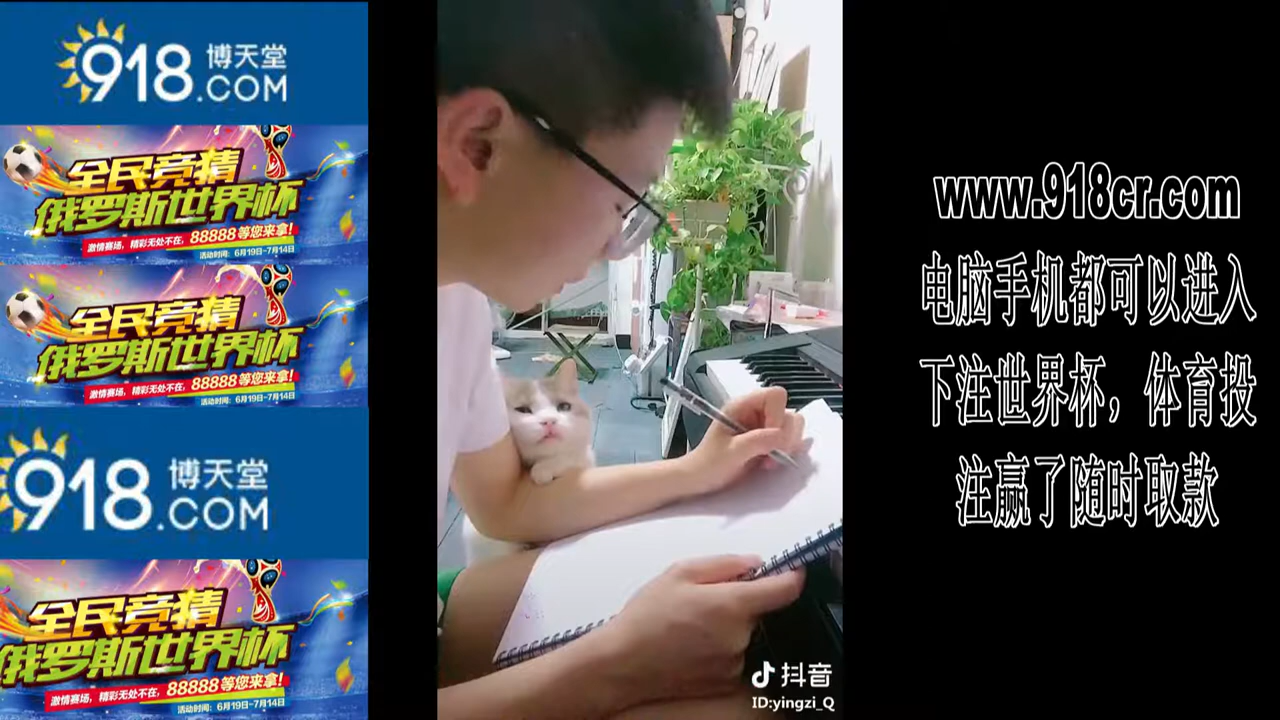 918 博天堂
.COM
全民竞猜
俄罗斯世界杯
激情赛场，精彩无处不在，88888等您来拿！
活动时间：6月19日-7月14日
全民竞猜
俄罗斯世界杯
激情赛场，精彩无处不在，88888等您来拿！
活动时间：6月19日-7月14日
918 博天堂
.COM
全民竞猜
俄罗斯世界杯
激情赛场，精彩无处不在，88888等您来拿！
活动时间：6月19日-7月14日
抖音
ID:yingzi_Q
www.918cr.com
电脑手机都可以进入
下注世界杯，体育投
注赢了随时取款